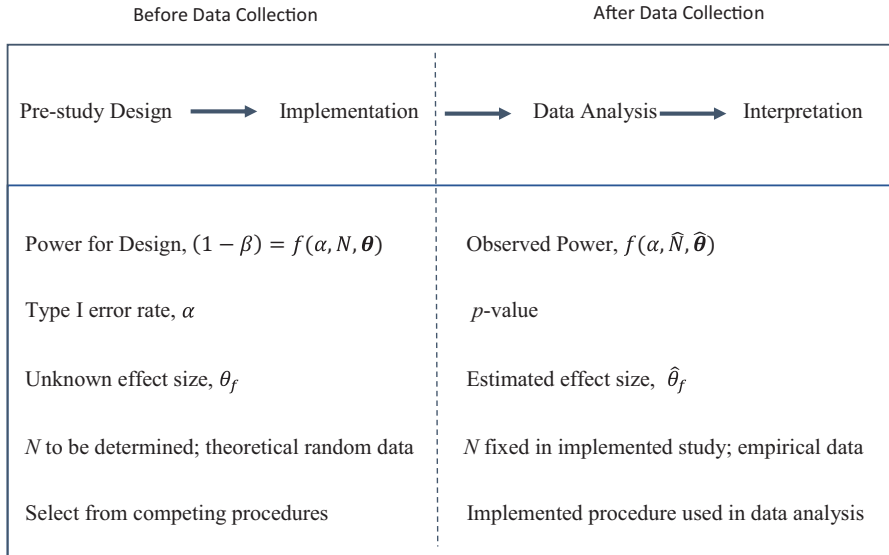 Before Data Collection After Data Collection
Pre-study Design Implementation Data Analysis Interpretation
Power for Design, (1 − β) = f(α, N, θ) Observed Power, f(α, N̂, θ̂)
Type I error rate, α p-value
Unknown effect size, θ_f Estimated effect size, θ̂_f
N to be determined; theoretical random data N fixed in implemented study; empirical data
Select from competing procedures Implemented procedure used in data analysis